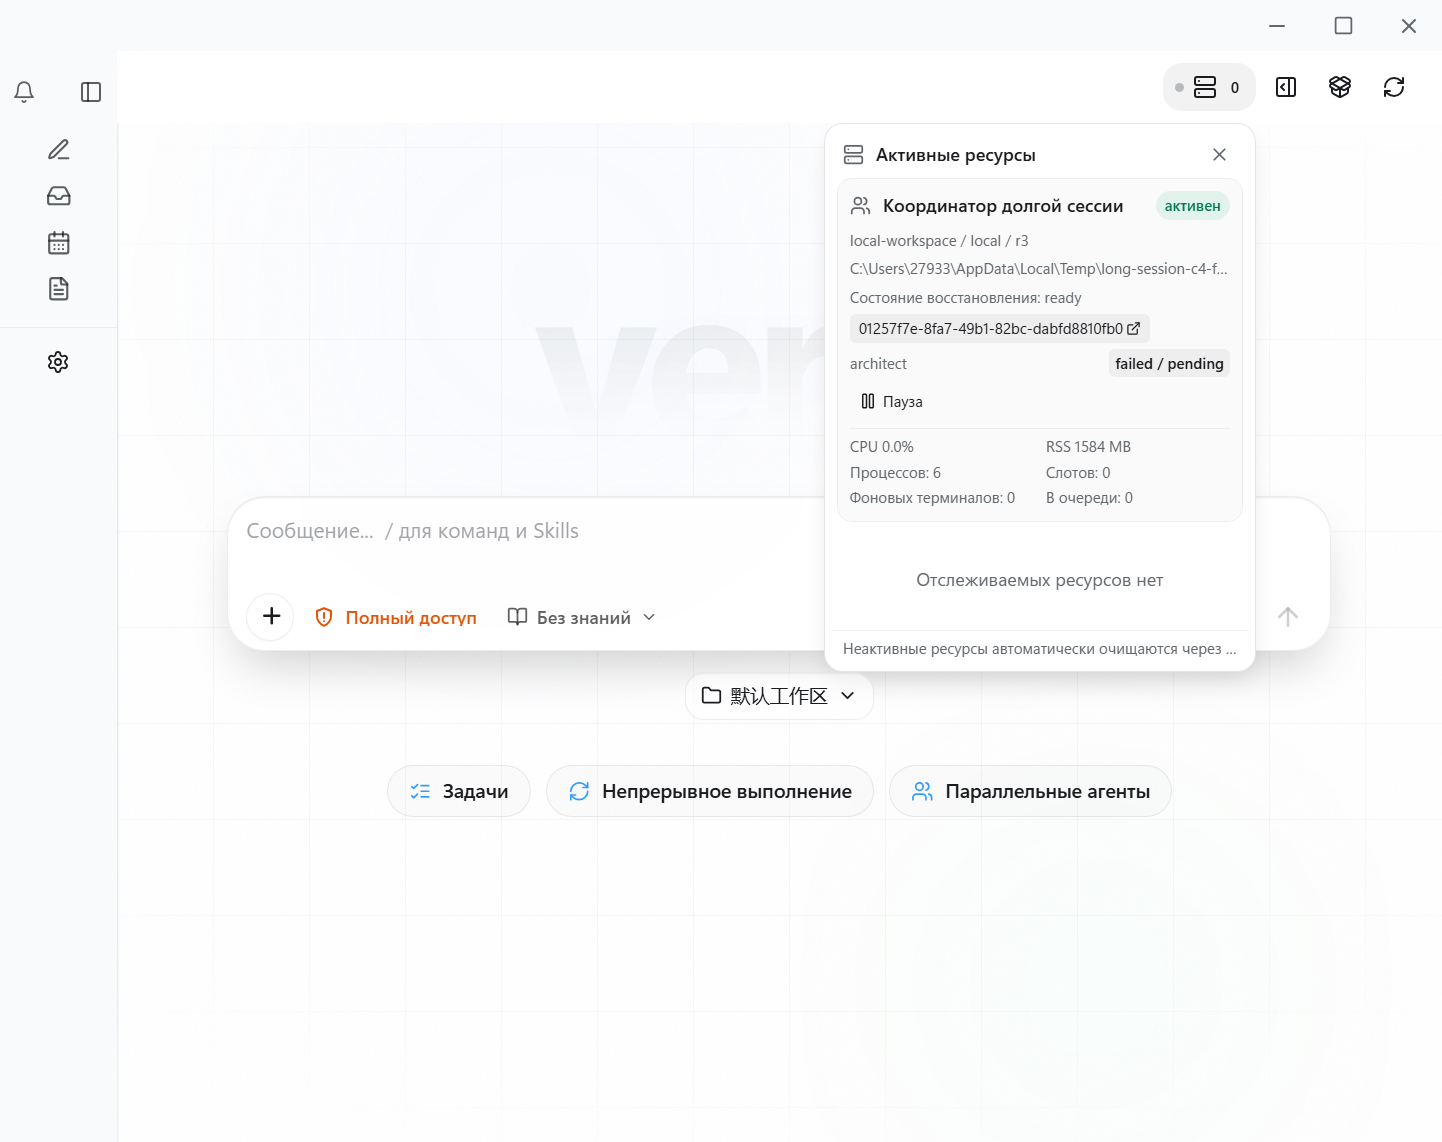 0
Активные ресурсы
Координатор долгой сессии
активен
local-workspace / local / r3
C:\Users\27933\AppData\Local\Temp\long-session-c4-f...
Состояние восстановления: ready
01257f7e-8fa7-49b1-82bc-dabfd8810fb0
architect
failed / pending
Пауза
CPU 0.0%
RSS 1584 MB
Процессов: 6
Слотов: 0
Фоновых терминалов: 0
В очереди: 0
Отслеживаемых ресурсов нет
Неактивные ресурсы автоматически очищаются через ...
Сообщение... / для команд и Skills
Полный доступ
Без знаний
默认工作区
Задачи
Непрерывное выполнение
Параллельные агенты